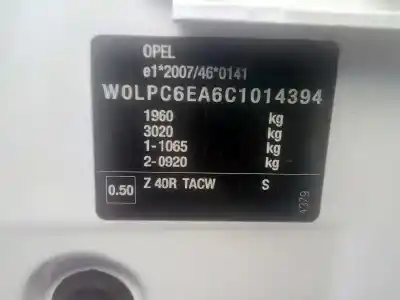 OPEL
e1*2007/46*0141
W0LPC6EA6C1014394
1960 kg
3020 kg
1-1065 kg
2-0920 kg
0.50 Z 40R TACW S
4379